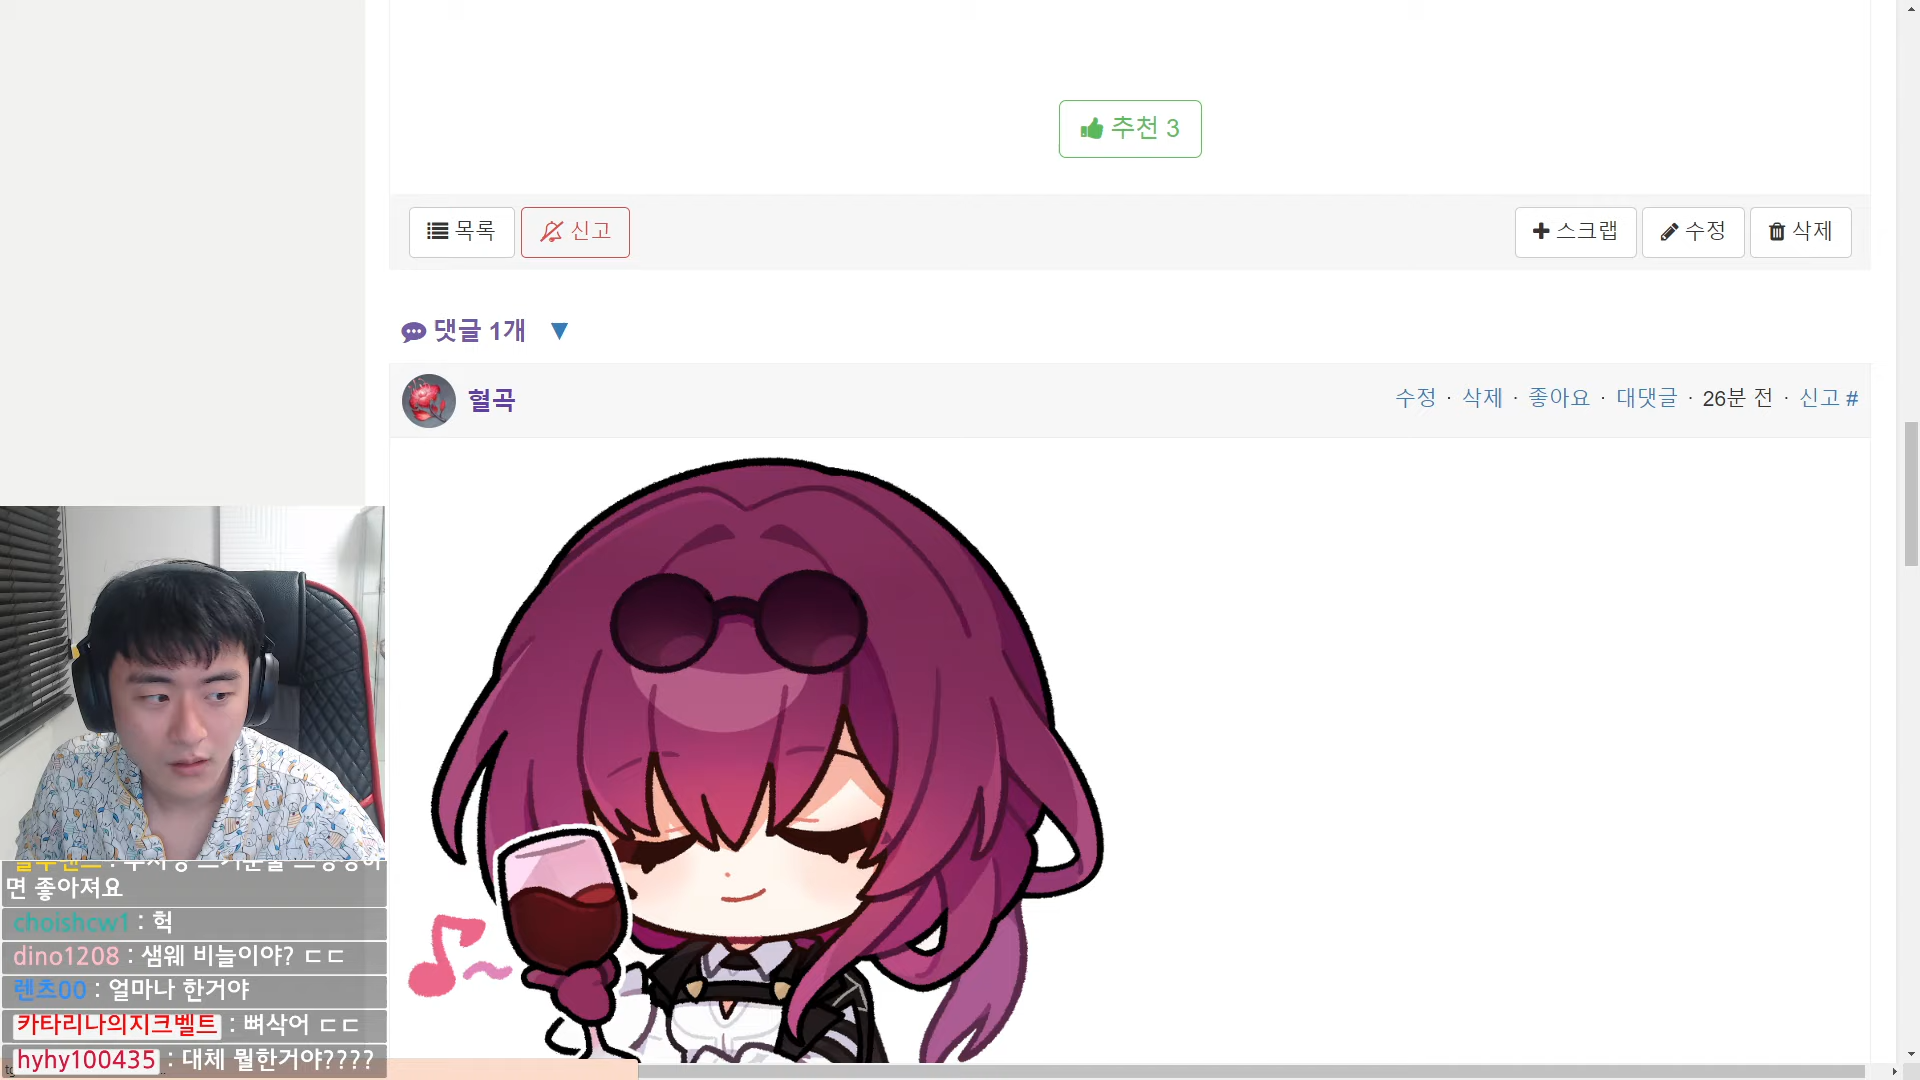 추천 3
목록 신고 스크랩 수정 삭제
댓글 1개 ▼
혈곡 수정 · 삭제 · 좋아요 · 대댓글 · 26분 전 · 신고 #
면 좋아져요
choishcw1 : 헉
dino1208 : 샘웨 비늘이야? ㄷㄷ
렌츠00 : 얼마나 한거야
카타리나의지크벨트 : 뼈삭어 ㄷㄷ
hyhy100435 : 대체 뭘한거야????